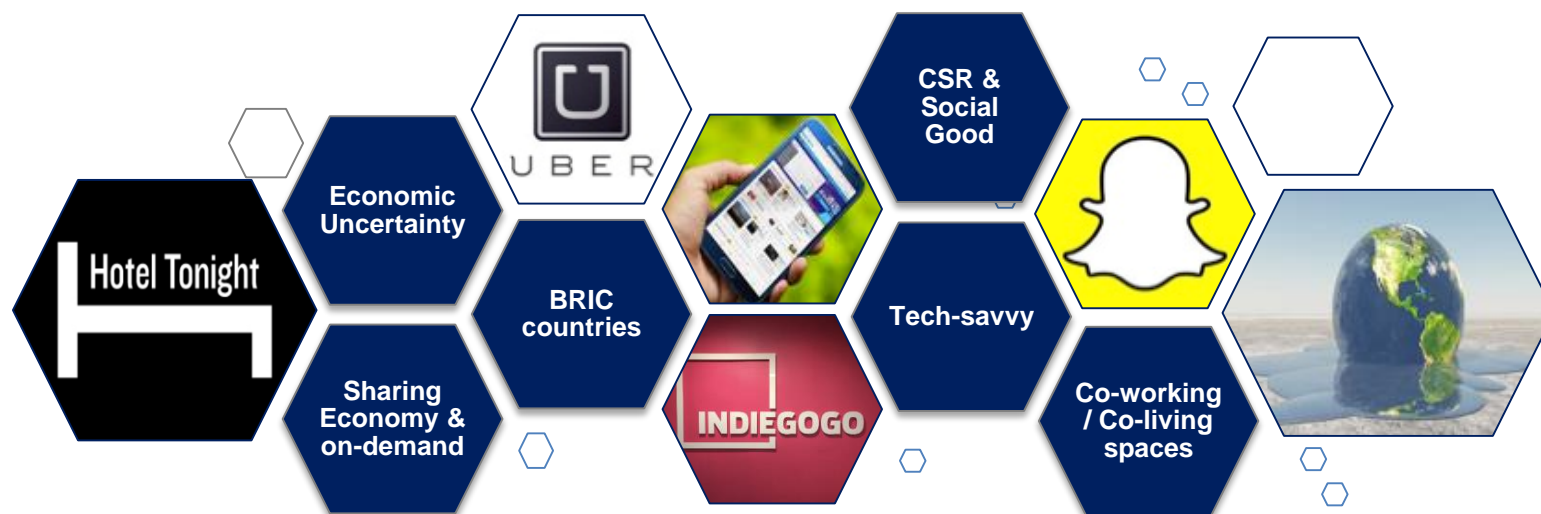 Hotel Tonight
Economic
Uncertainty
Sharing
Economy &
on-demand
UBER
BRIC
countries
INDIEGOGO
CSR &
Social
Good
Tech-savvy
Co-working
/ Co-living
spaces